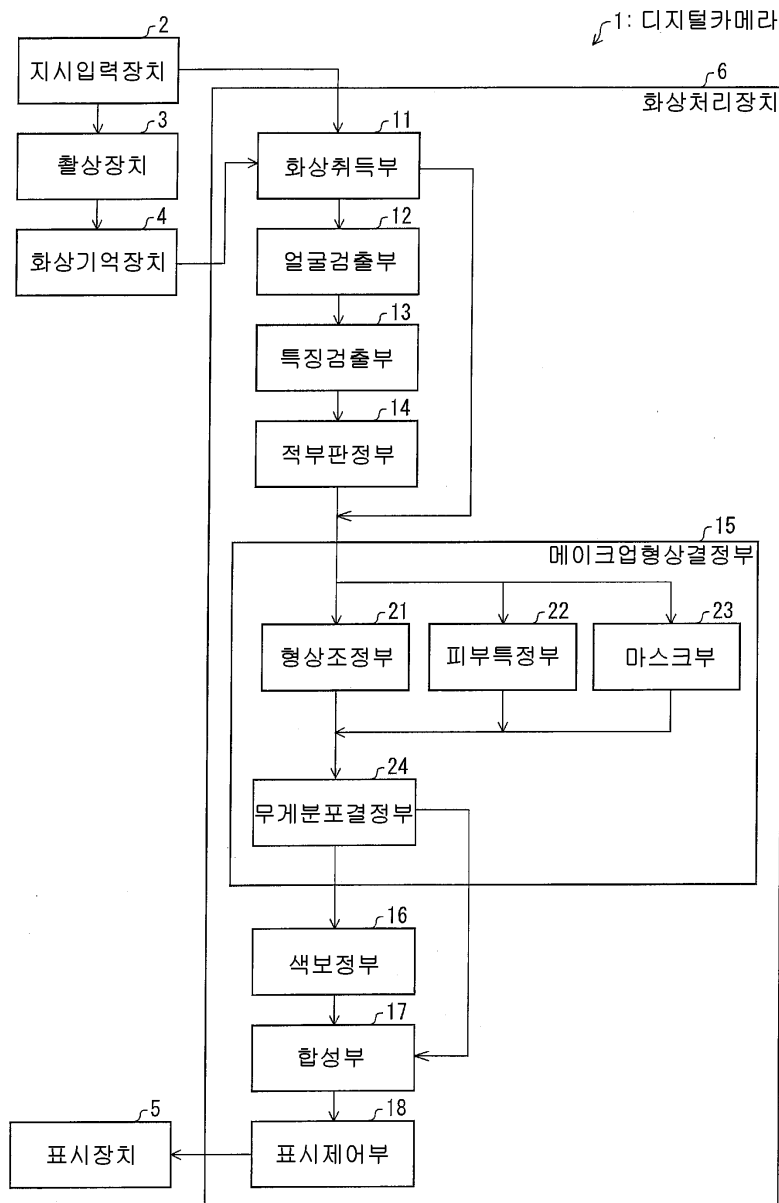 1: 디지털카메라
2
지시입력장치
6
화상처리장치
3
촬상장치
11
화상취득부
4
화상기억장치
12
얼굴검출부
13
특징검출부
14
적부판정부
15
메이크업형상결정부
21
형상조정부
22
피부특정부
23
마스크부
24
무게분포결정부
16
색보정부
17
합성부
5
표시장치
18
표시제어부